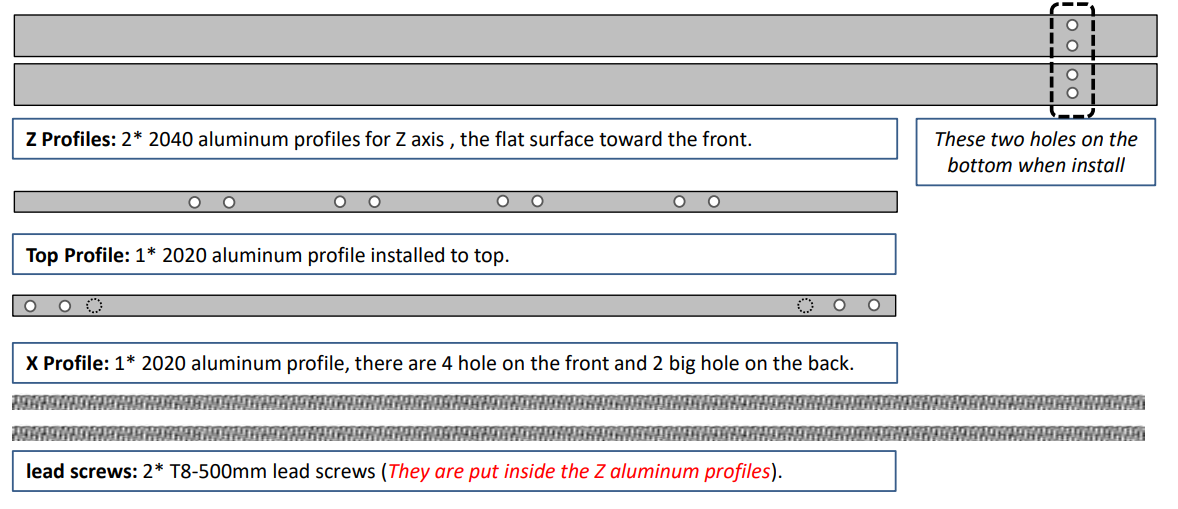 Z Profiles: 2* 2040 aluminum profiles for Z axis , the flat surface toward the front.
These two holes on the
bottom when install
Top Profile: 1* 2020 aluminum profile installed to top.
X Profile: 1* 2020 aluminum profile, there are 4 hole on the front and 2 big hole on the back.
lead screws: 2* T8-500mm lead screws (They are put inside the Z aluminum profiles).